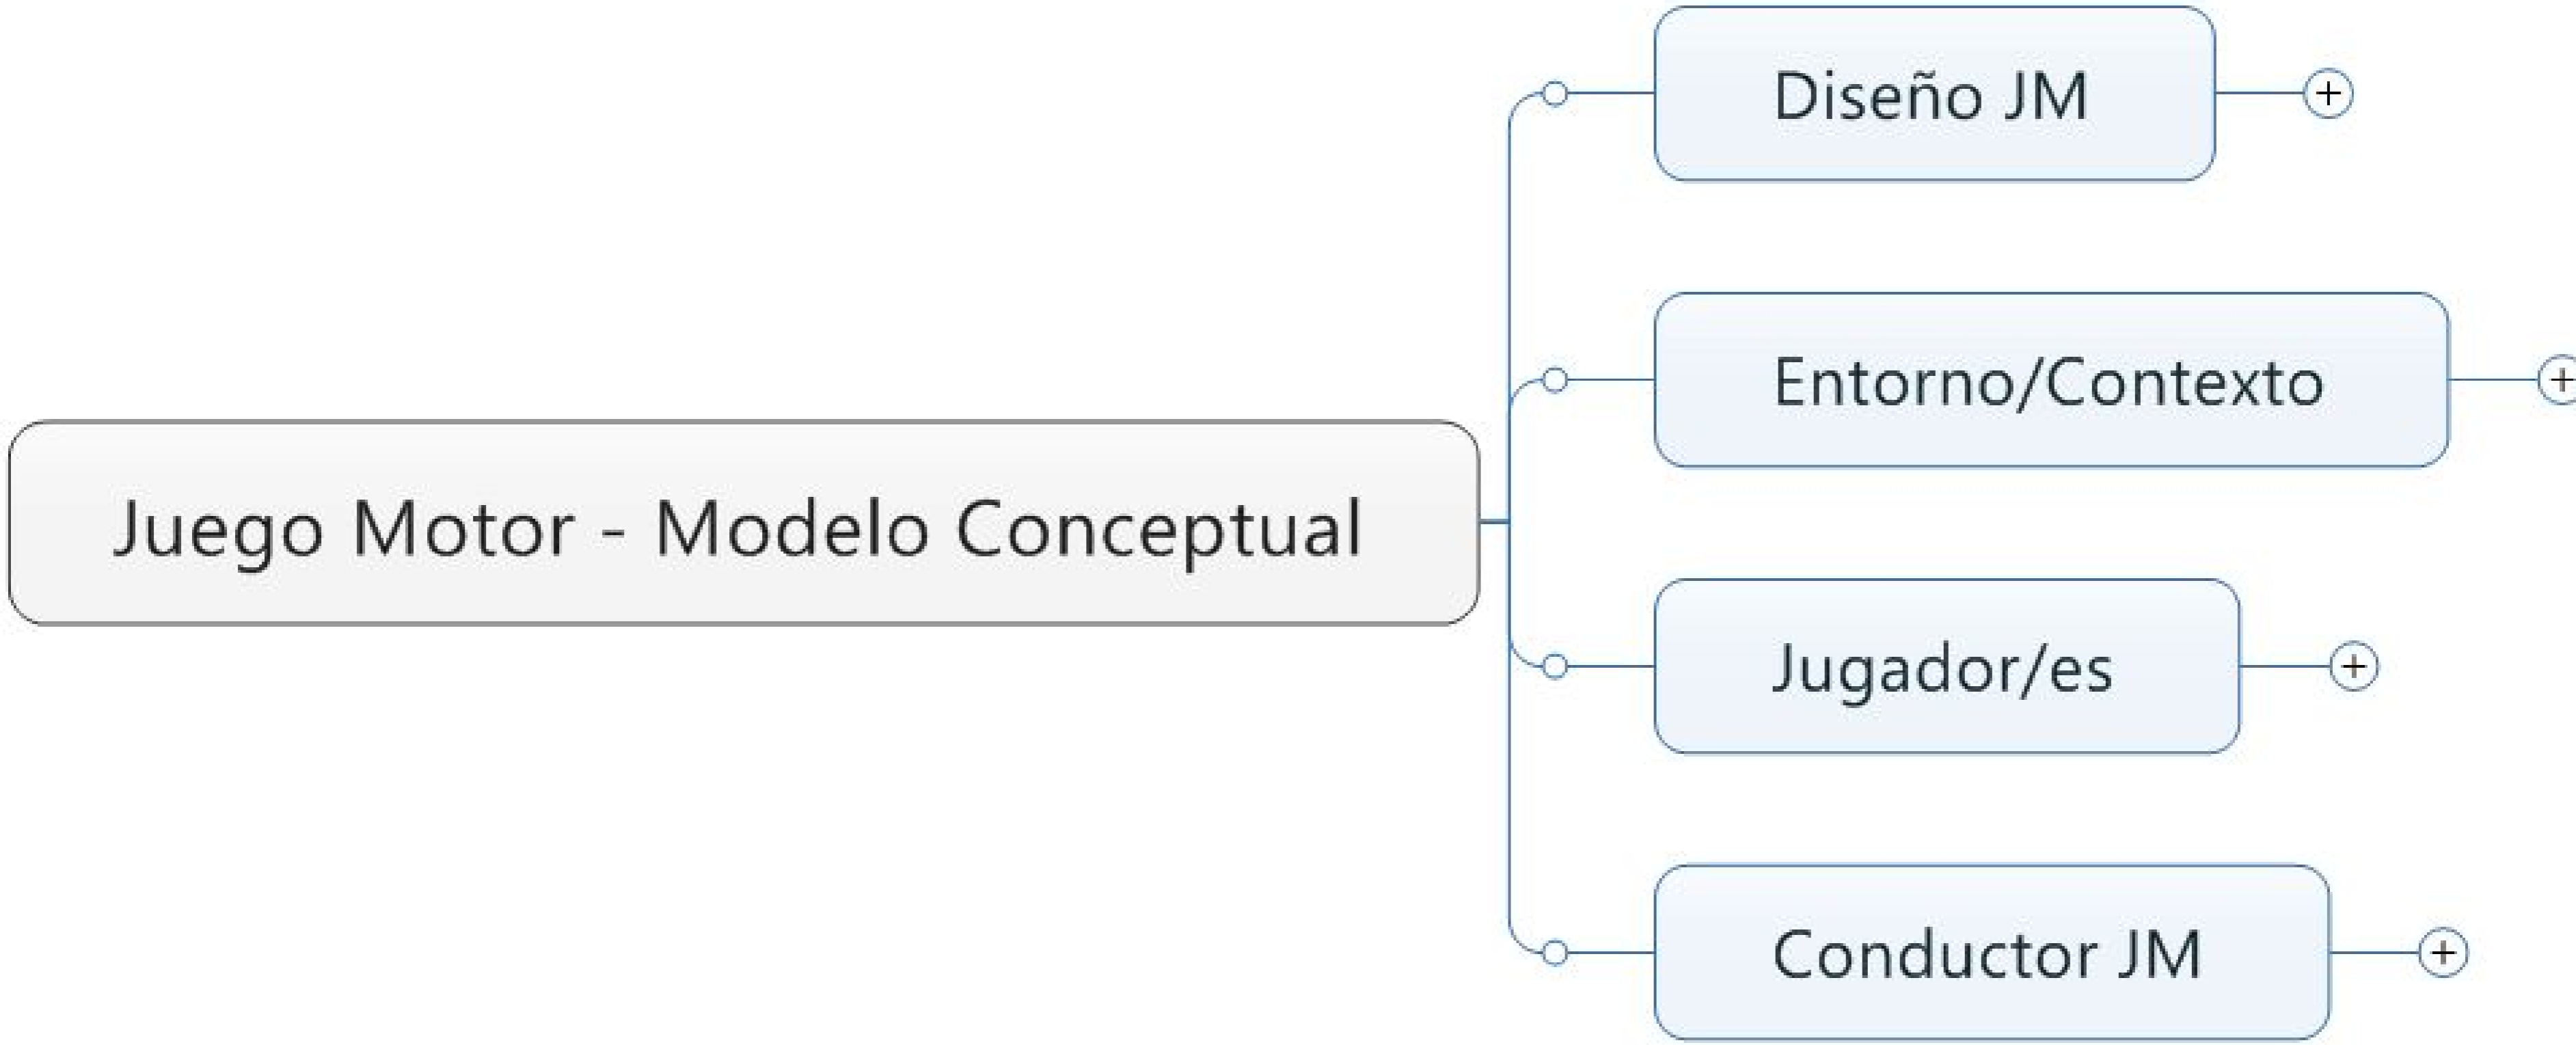 Diseño JM
Entorno/Contexto
Juego Motor - Modelo Conceptual
Jugador/es
Conductor JM